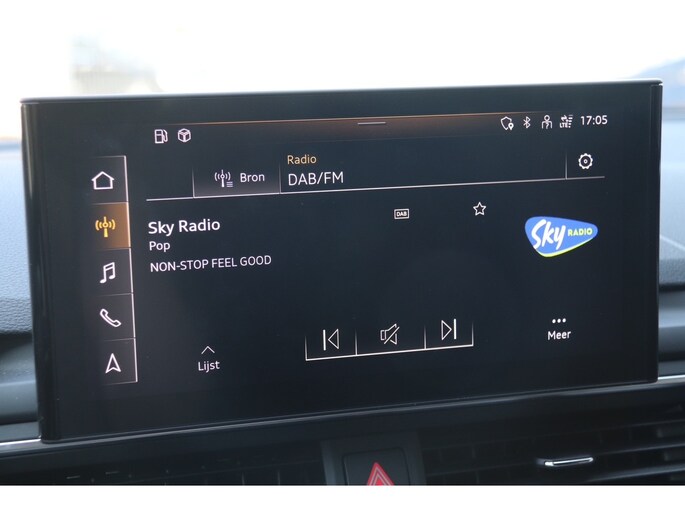 17:05
Radio
Bron
DAB/FM
Sky Radio
DAB
Sky RADIO
Pop
NON-STOP FEEL GOOD
Lijst
Meer